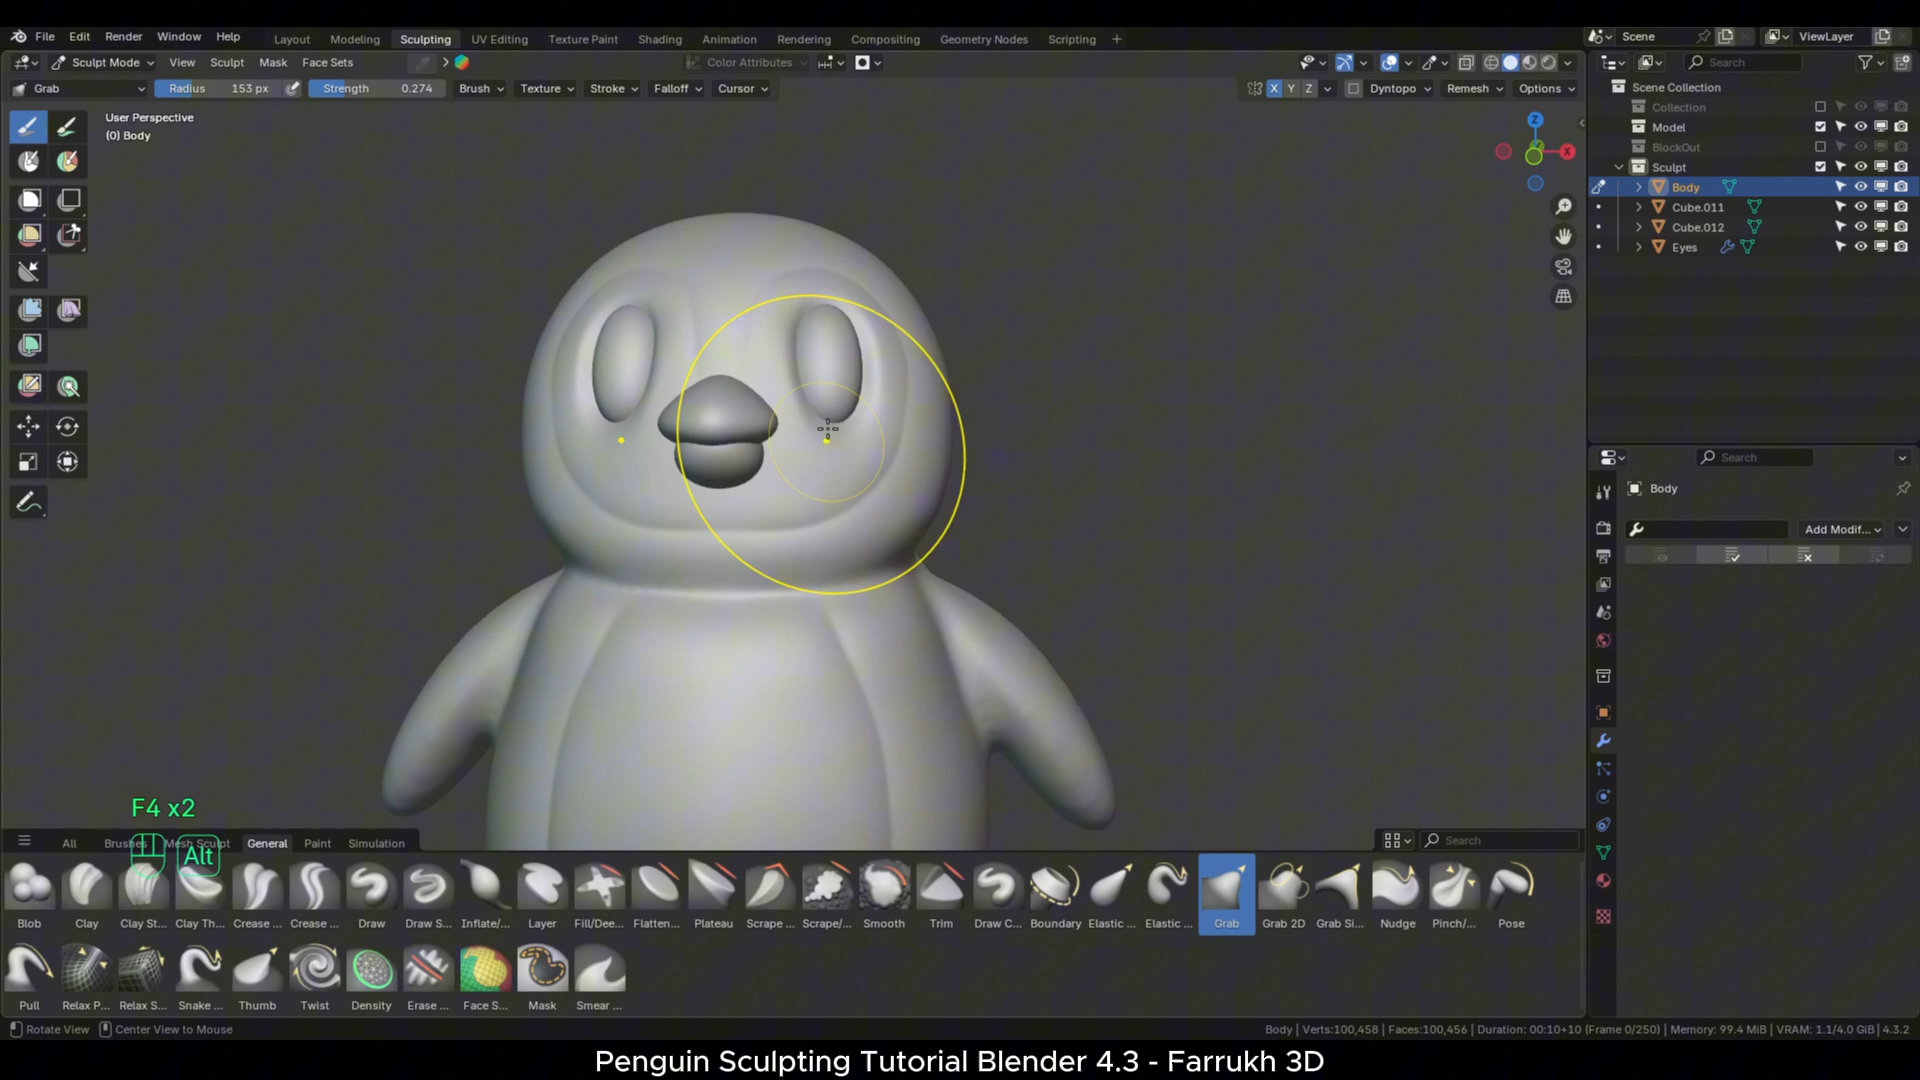 File Edit Render Window Help Layout Modeling Sculpting UV Editing Texture Paint Shading Animation Rendering Compositing Geometry Nodes Scripting + Scene ViewLayer
Sculpt Mode View Sculpt Mask Face Sets Color Attributes Search
Grab Radius 153 px Strength 0.274 Brush Texture Stroke Falloff Cursor X Y Z Dyntopo Remesh Options
Scene Collection
Collection
Model
BlockOut
Sculpt
Body
Cube.011
Cube.012
Eyes
User Perspective
(0) Body
Z
X
Search
Body
Add Modif...
F4 x2
Alt
All Brushes Mesh Sculpt General Paint Simulation Search
Blob Clay Clay St... Clay Th... Crease ... Crease ... Draw Draw S... Inflate/... Layer Fill/Dee... Flatten... Plateau Scrape ... Scrape/... Smooth Trim Draw C... Boundary Elastic ... Elastic ... Grab Grab 2D Grab Si... Nudge Pinch/... Pose
Pull Relax P... Relax S... Snake ... Thumb Twist Density Erase ... Face S... Mask Smear ...
Rotate View Center View to Mouse Body | Verts:100,458 | Faces:100,456 | Duration: 00:10+10 (Frame 0/250) | Memory: 99.4 MiB | VRAM: 1.1/4.0 GiB | 4.3.2
Penguin Sculpting Tutorial Blender 4.3 - Farrukh 3D